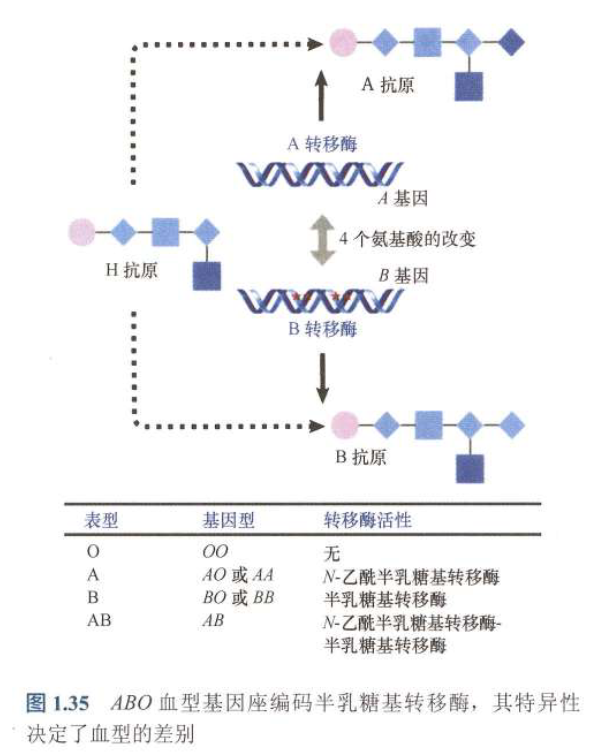 A 抗原
A 转移酶
A 基因
4 个氨基酸的改变
H 抗原
B 基因
B 转移酶
B 抗原
表型 基因型 转移酶活性
O OO 无
A AO 或 AA N-乙酰半乳糖基转移酶
B BO 或 BB 半乳糖基转移酶
AB AB N-乙酰半乳糖基转移酶-
半乳糖基转移酶
图 1.35 ABO 血型基因座编码半乳糖基转移酶，其特异性
决定了血型的差别